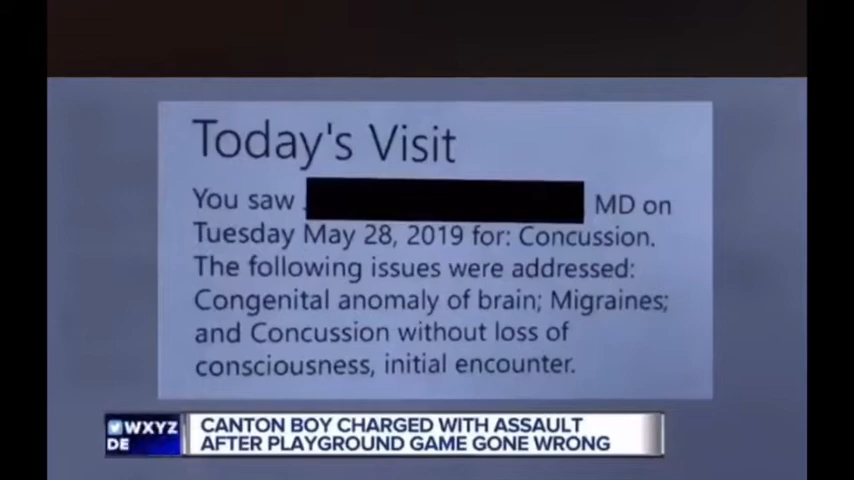 Today's Visit
You saw MD on
Tuesday May 28, 2019 for: Concussion.
The following issues were addressed:
Congenital anomaly of brain; Migraines;
and Concussion without loss of
consciousness, initial encounter.
WXYZ
DE
CANTON BOY CHARGED WITH ASSAULT
AFTER PLAYGROUND GAME GONE WRONG